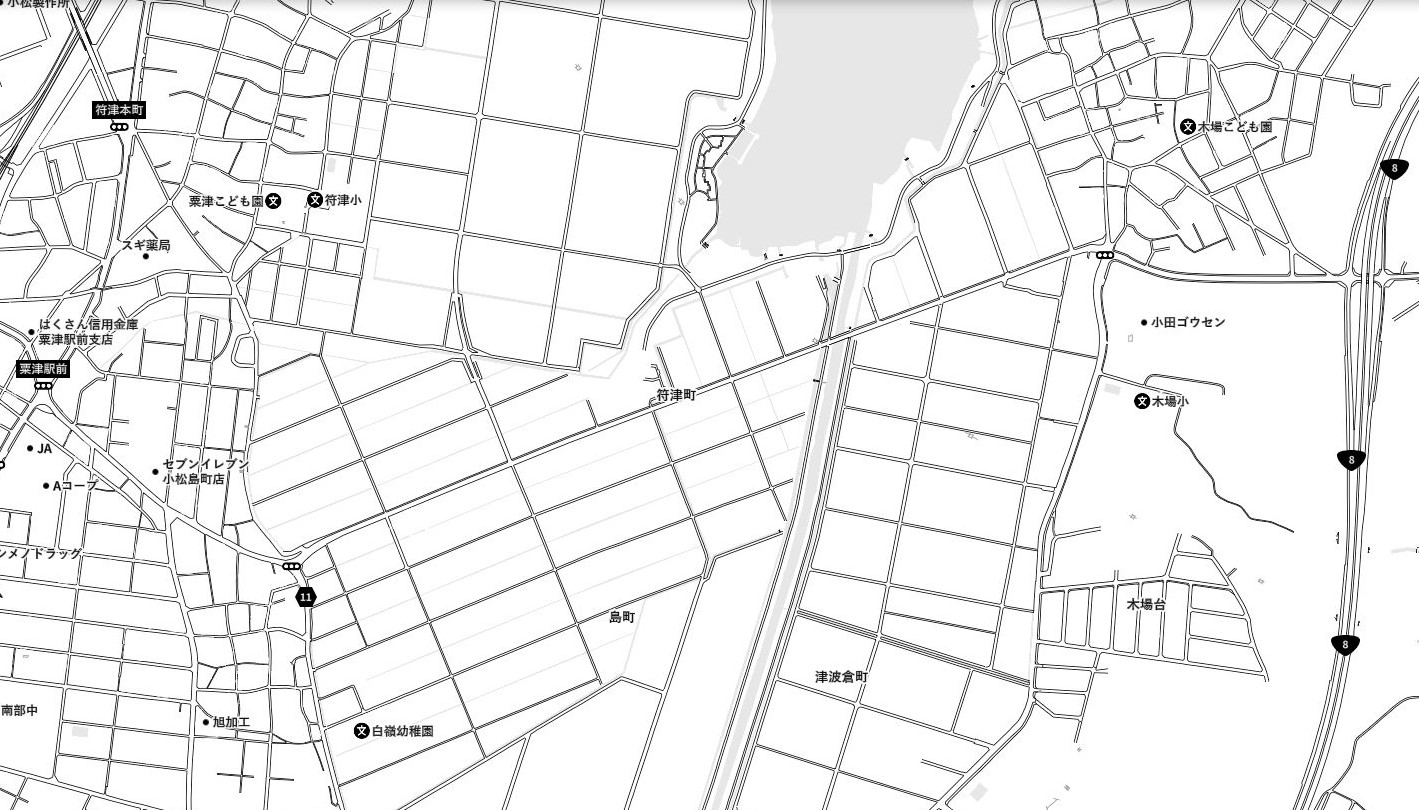 小松製作所
符津本町
木場こども園
8
粟津こども園
符津小
スギ薬局
はくさん信用金庫
粟津駅前支店
小田ゴウセン
粟津駅前
符津町
木場小
JA
セブンイレブン
小松島町店
8
Aコープ
ンメノドラッグ
11
木場台
島町
8
津波倉町
南部中
旭加工
白嶺幼稚園